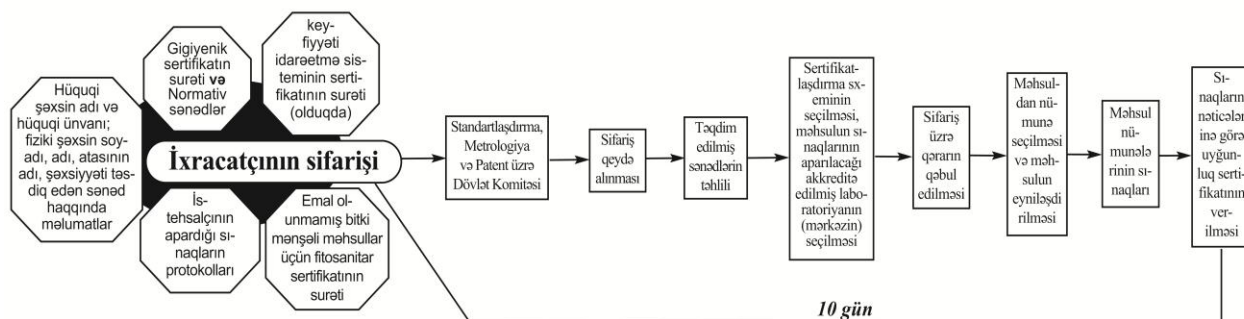 Hüquqi
şəxsin adı və
hüquqi ünvanı;
fiziki şəxsin soy-
adı, adı, atasının
adı, şəxsiyyəti təs-
diq edən sənəd
haqqında
məlumatlar
Gigiyenik
sertifikatın
surəti və
Normativ
sənədlər
key-
fiyyəti
idarəetmə sis-
teminin serti-
fikatının surəti
(olduqda)
İxracatçının sifarişi
İs-
tehsalçının
apardığı sı-
naqların
protokolları
Emal ol-
unmamış bitki
mənşəli məhsullar
üçün fitosanitar
sertifikatının
surəti
Standartlaşdırma,
Metrologiya
və Patent üzrə
Dövlət Komitəsi
Sifariş
qeydə
alınması
Təqdim
edilmiş
sənədlərin
təhlili
Sertifikat-
laşdırma sx-
eminin
seçilməsi,
məhsulun sı-
naqlarının
aparılacağı
akkreditə
edilmiş labo-
ratoriyanın
(mərkəzin)
seçilməsi
Sifariş
üzrə
qərarın
qəbul
edilməsi
Məhsul-
dan nü-
munə
seçilməsi
və məh-
sulun
eyniləşdi
rilməsi
Məhsul
nü-
munələ
rinin sı-
naqları
Sı-
naqların
nəticələr
inə görə
uyğun-
luq serti-
fikatının
ver-
ilməsi
10 gün